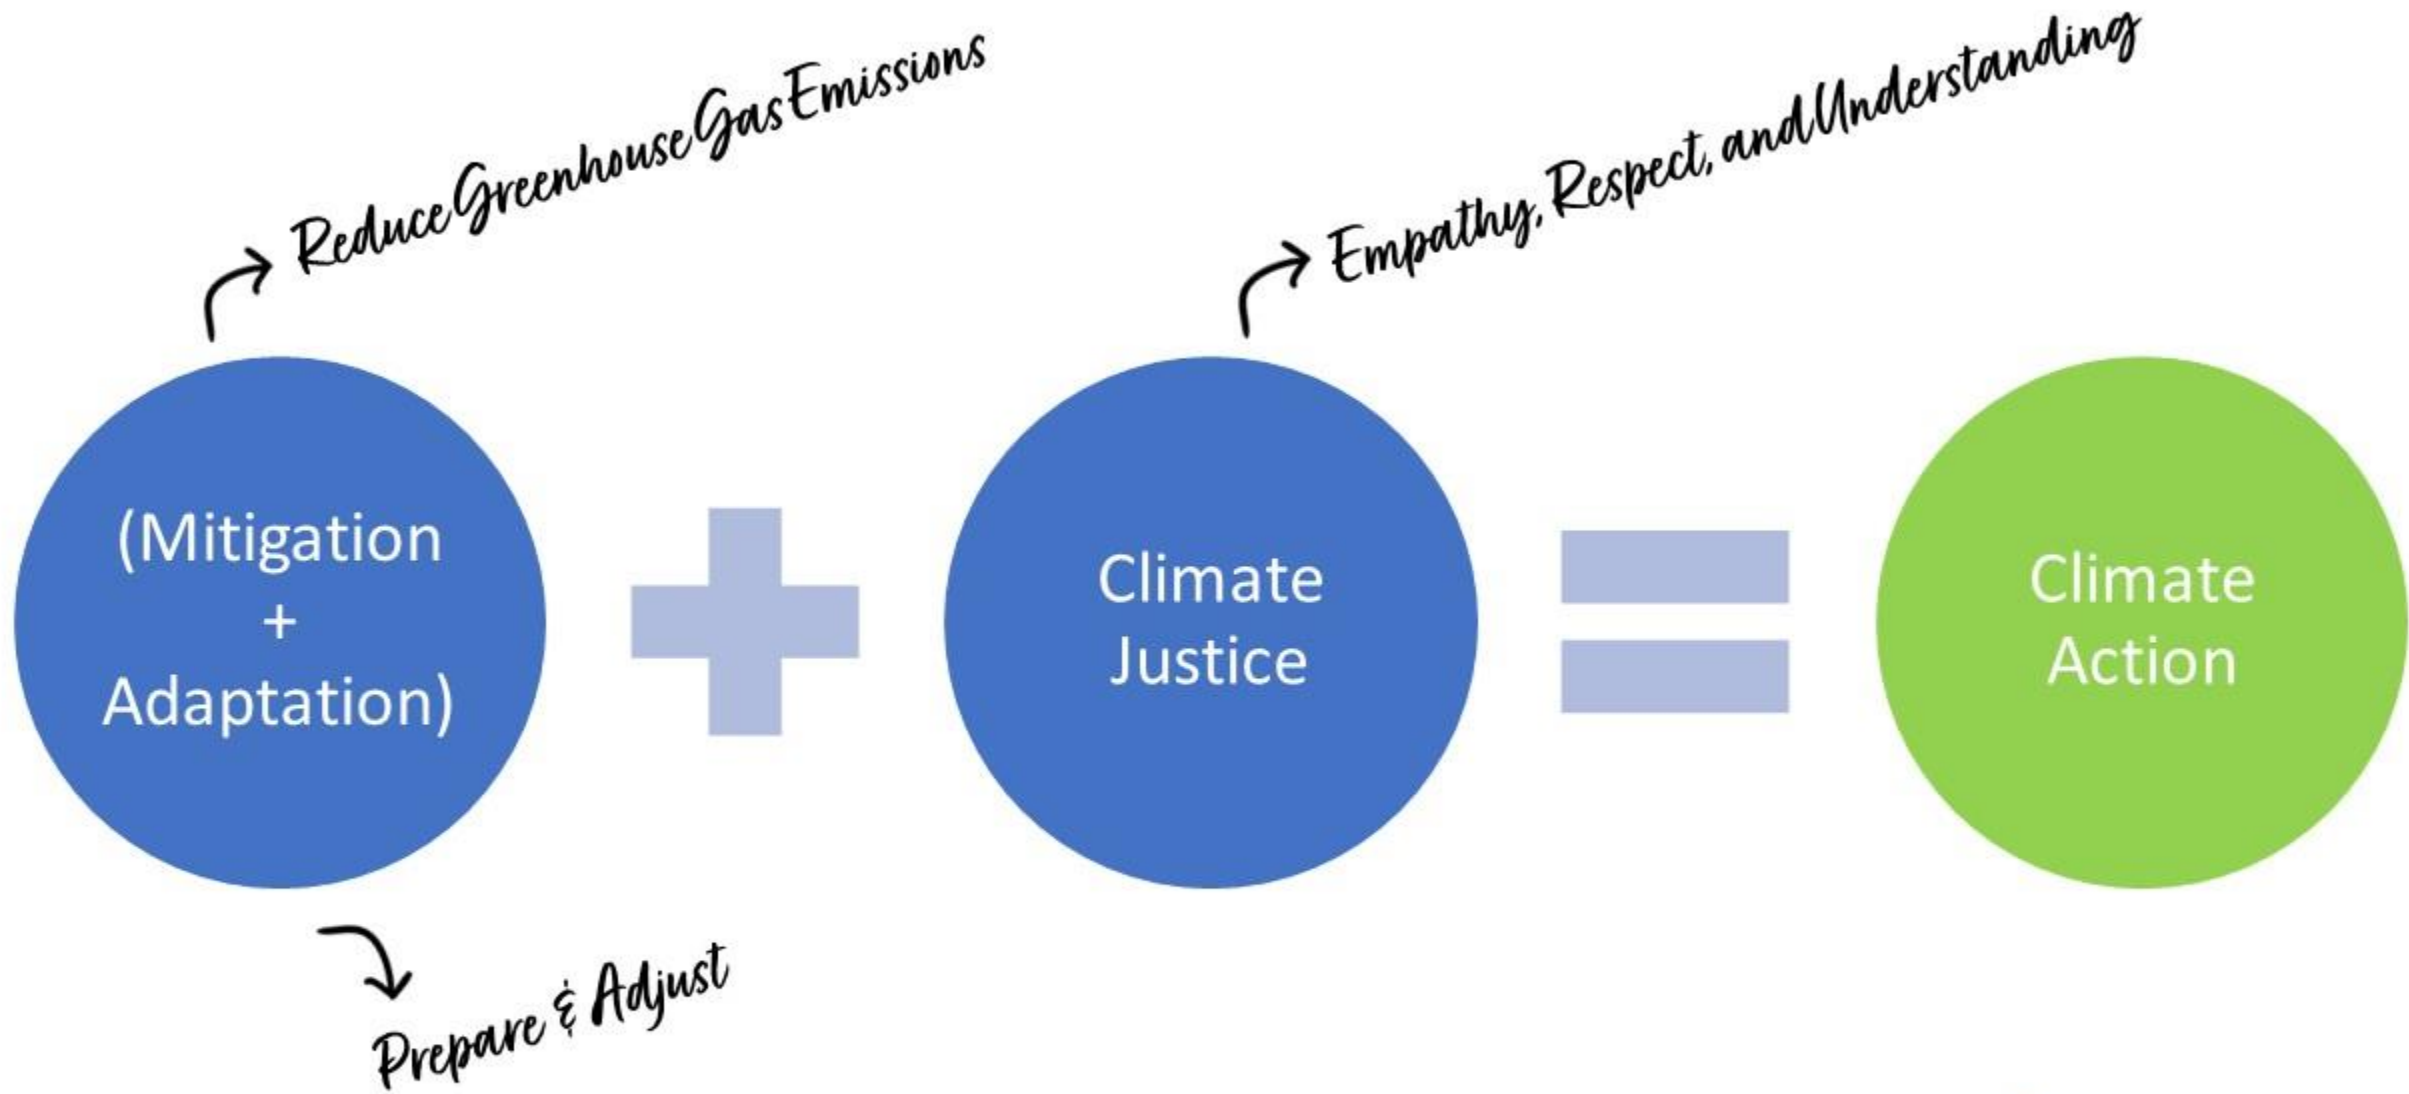 Reduce Greenhouse Gas Emissions
Empathy, Respect, and Understanding
(Mitigation
+
Adaptation)
Climate
Justice
Climate
Action
Prepare & Adjust